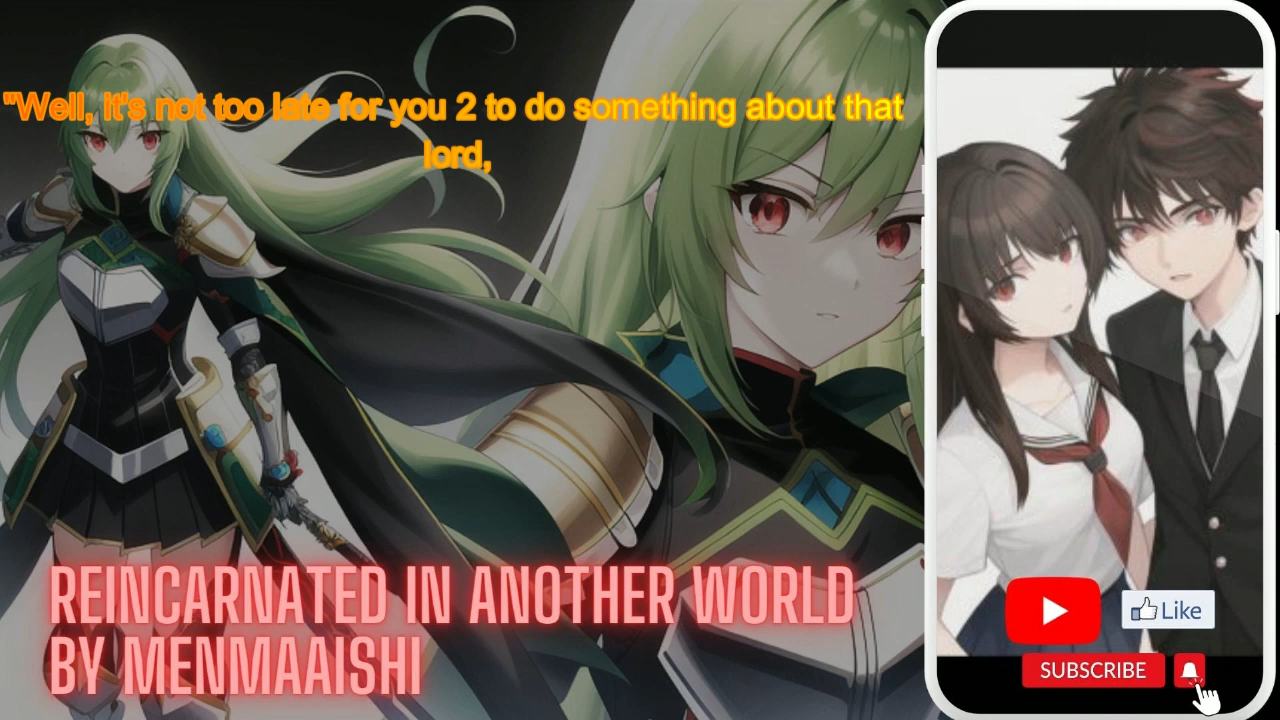 "Well, it's not too late for you 2 to do something about that
lord,
REINCARNATED IN ANOTHER WORLD
BY MENMAAISHI
Like
SUBSCRIBE